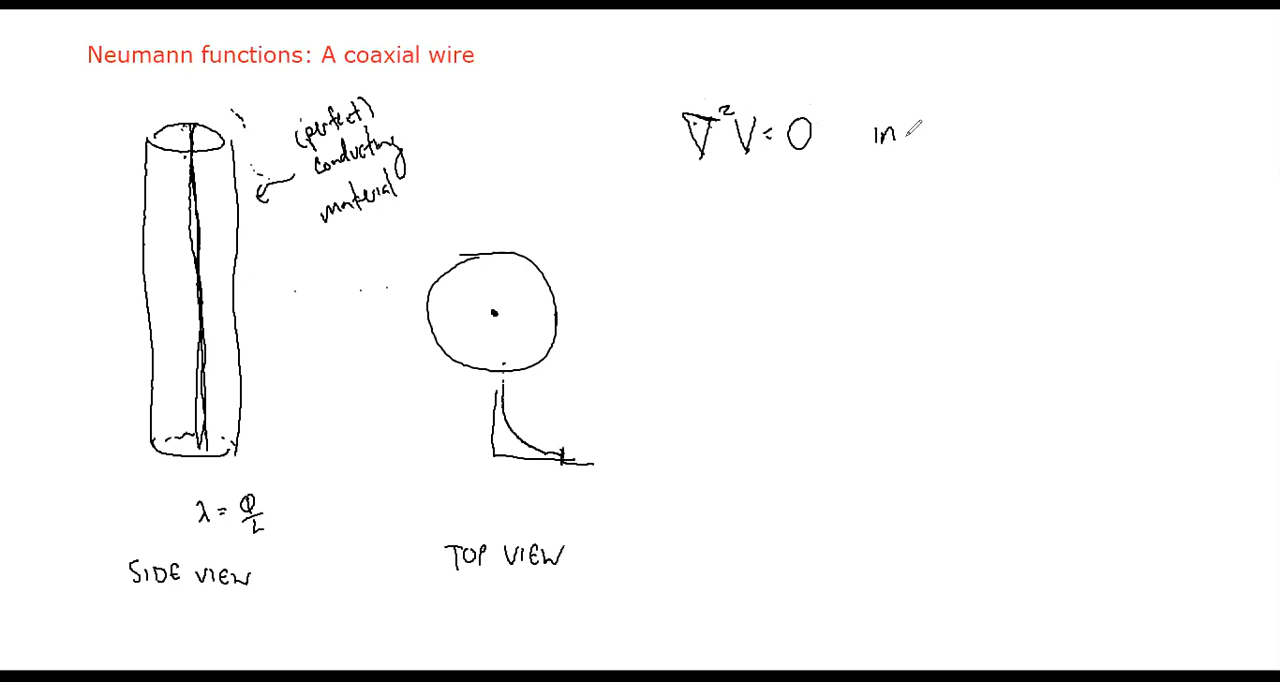 Neumann functions: A coaxial wire
(perfect)
conducting
material
∇²V = 0 in
λ = Q/L
SIDE VIEW
TOP VIEW